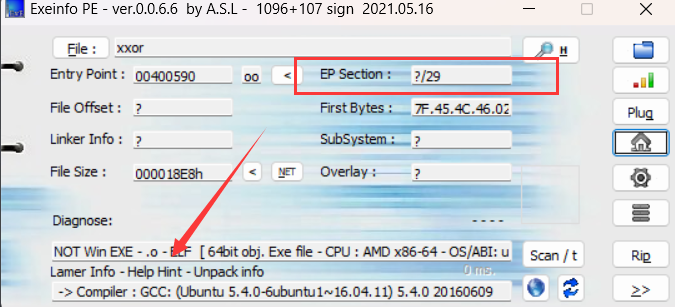 Exeinfo PE - ver.0.0.6.6  by A.S.L -  1096+107 sign  2021.05.16
File : xxor H
Entry Point : 00400590 oo < EP Section : ?/29
File Offset : ? First Bytes : 7F.45.4C.46.02
Plug
Linker Info : ? SubSystem : ?
File Size : 000018E8h < NET Overlay : ?
Diagnose: - - - -
NOT Win EXE - .o - ELF  [ 64bit obj. Exe file - CPU : AMD x86-64 - OS/ABI: u Scan / t Rip
Lamer Info - Help Hint - Unpack info 0 ms.
-> Compiler : GCC: (Ubuntu 5.4.0-6ubuntu1~16.04.11) 5.4.0 20160609 >>